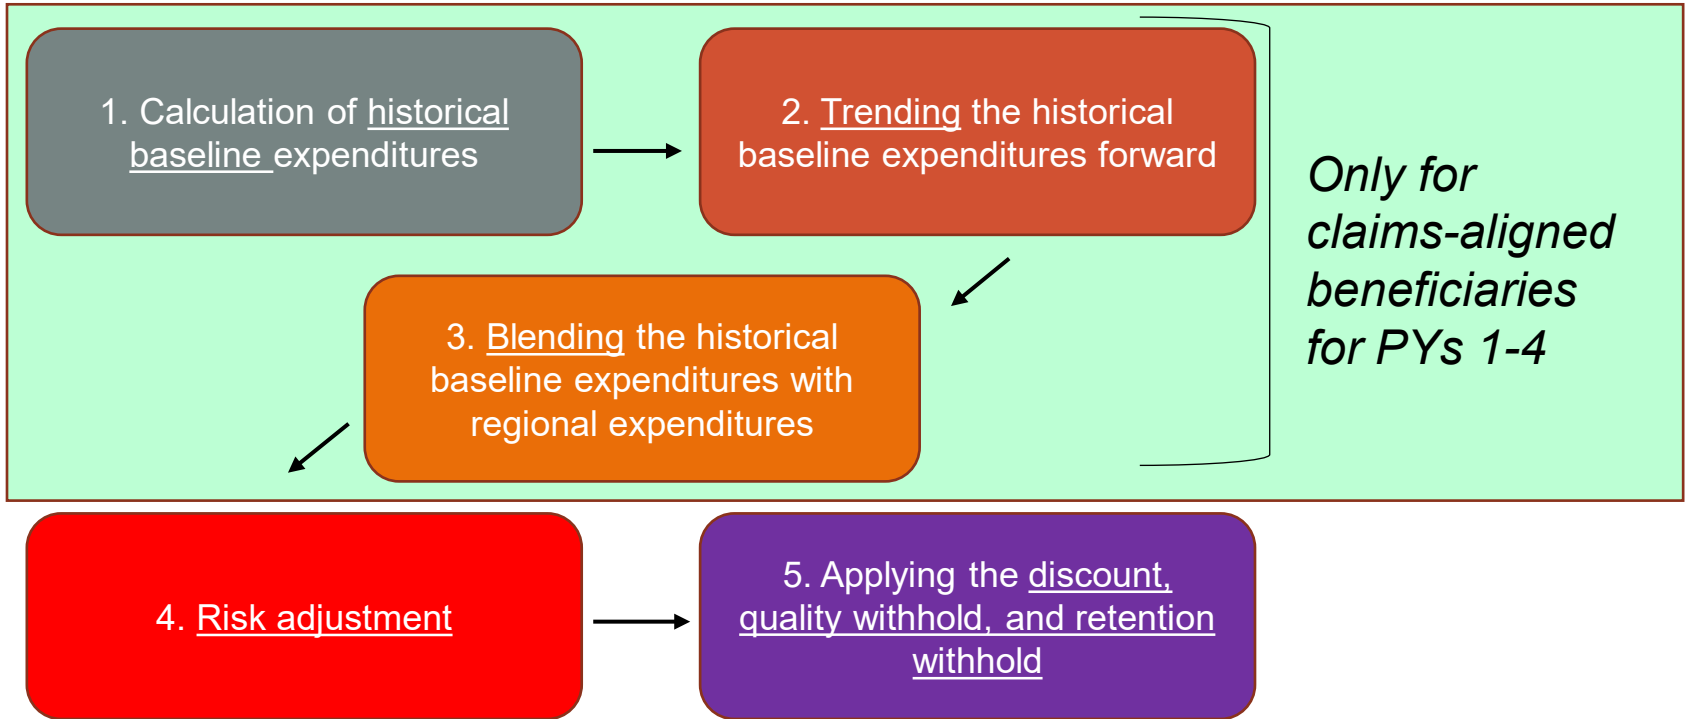 1. Calculation of historical
baseline expenditures
2. Trending the historical
baseline expenditures forward
Only for
claims-aligned
beneficiaries
for PYs 1-4
3. Blending the historical
baseline expenditures with
regional expenditures
4. Risk adjustment
5. Applying the discount,
quality withhold, and retention
withhold